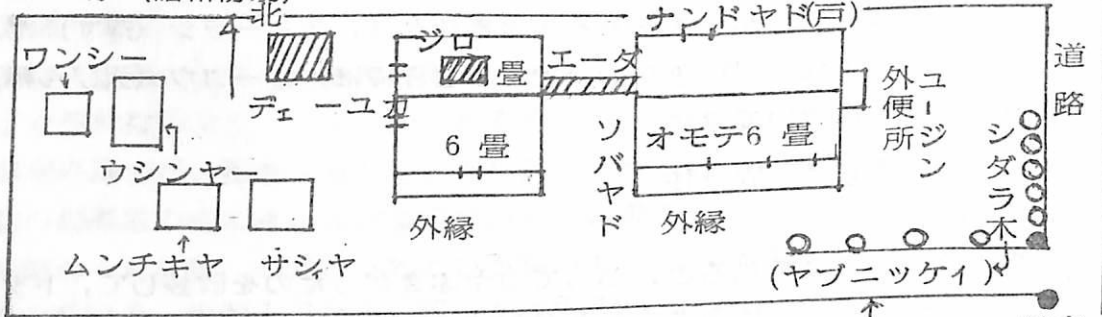 北
ワンシー
ウシンヤー
ムンチキヤ
サシィヤ
デェーユカ
ジロ
畳
6 畳
外縁
エーダ
ソバヤド
ナンドヤド(戸)
オモテ6 畳
外縁
ユージン
外便所
シダラ木
(ヤブニッケイ)
道路